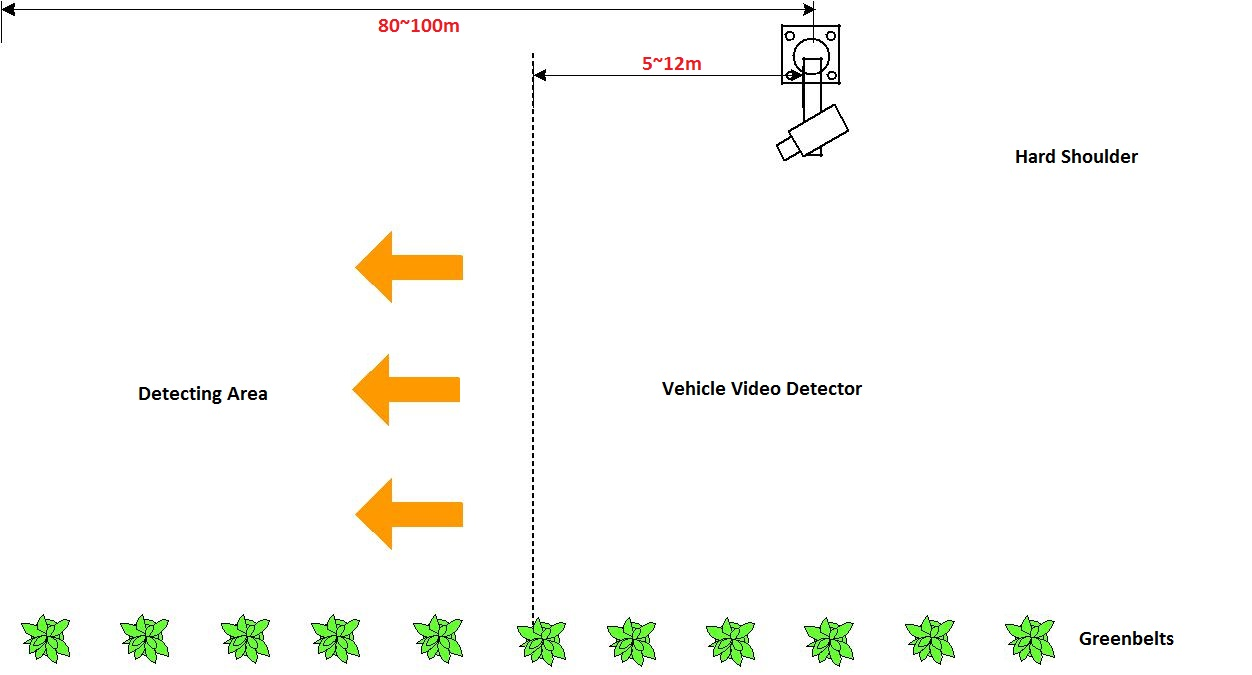 80~100m
5~12m
Hard Shoulder
Detecting Area
Vehicle Video Detector
Greenbelts